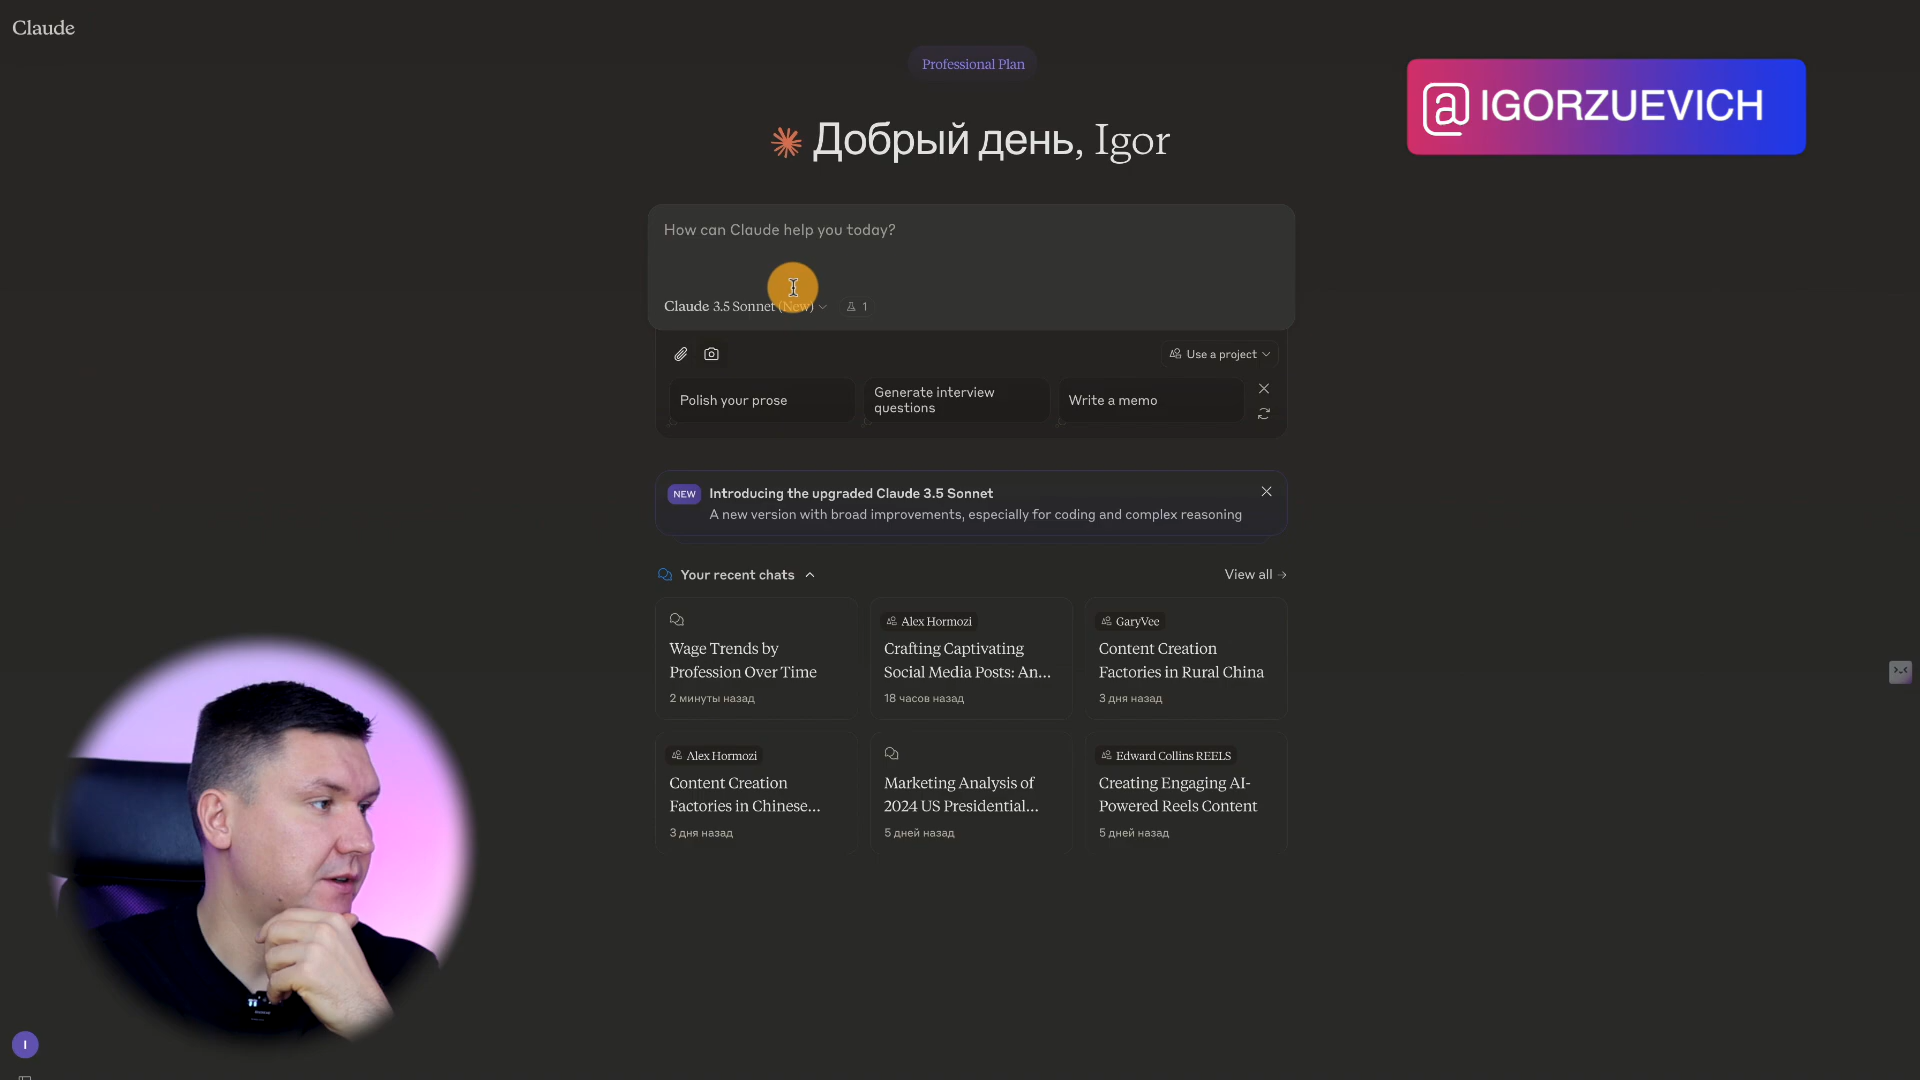 Claude
Professional Plan
@IGORZUEVICH
Добрый день, Igor
How can Claude help you today?
Claude 3.5 Sonnet (New)
1
Use a project
Polish your prose
Generate interview
questions
Write a memo
NEW
Introducing the upgraded Claude 3.5 Sonnet
A new version with broad improvements, especially for coding and complex reasoning
Your recent chats
View all
Wage Trends by
Profession Over Time
2 минуты назад
Alex Hormozi
Crafting Captivating
Social Media Posts: An...
18 часов назад
GaryVee
Content Creation
Factories in Rural China
3 дня назад
Alex Hormozi
Content Creation
Factories in Chinese...
3 дня назад
Marketing Analysis of
2024 US Presidential...
5 дней назад
Edward Collins REELS
Creating Engaging AI-
Powered Reels Content
5 дней назад
I